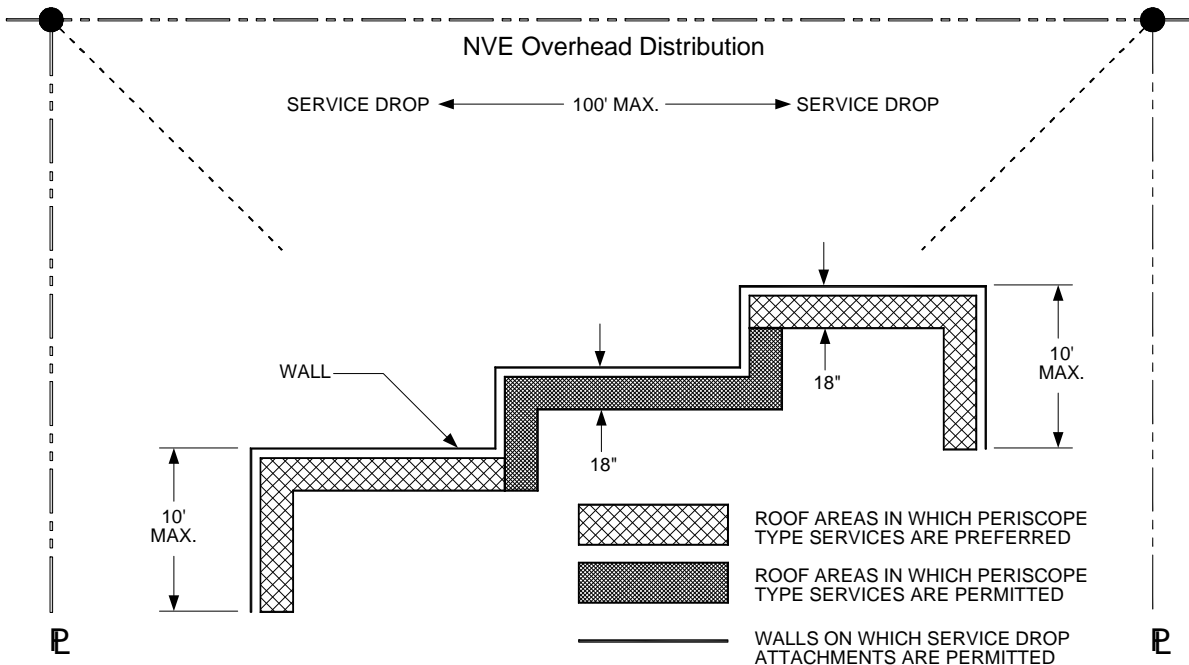 NVE Overhead Distribution
SERVICE DROP 100' MAX. SERVICE DROP
WALL
18"
10'
MAX.
18"
10'
MAX.
ROOF AREAS IN WHICH PERISCOPE
TYPE SERVICES ARE PREFERRED
ROOF AREAS IN WHICH PERISCOPE
TYPE SERVICES ARE PERMITTED
WALLS ON WHICH SERVICE DROP
ATTACHMENTS ARE PERMITTED
PL
PL